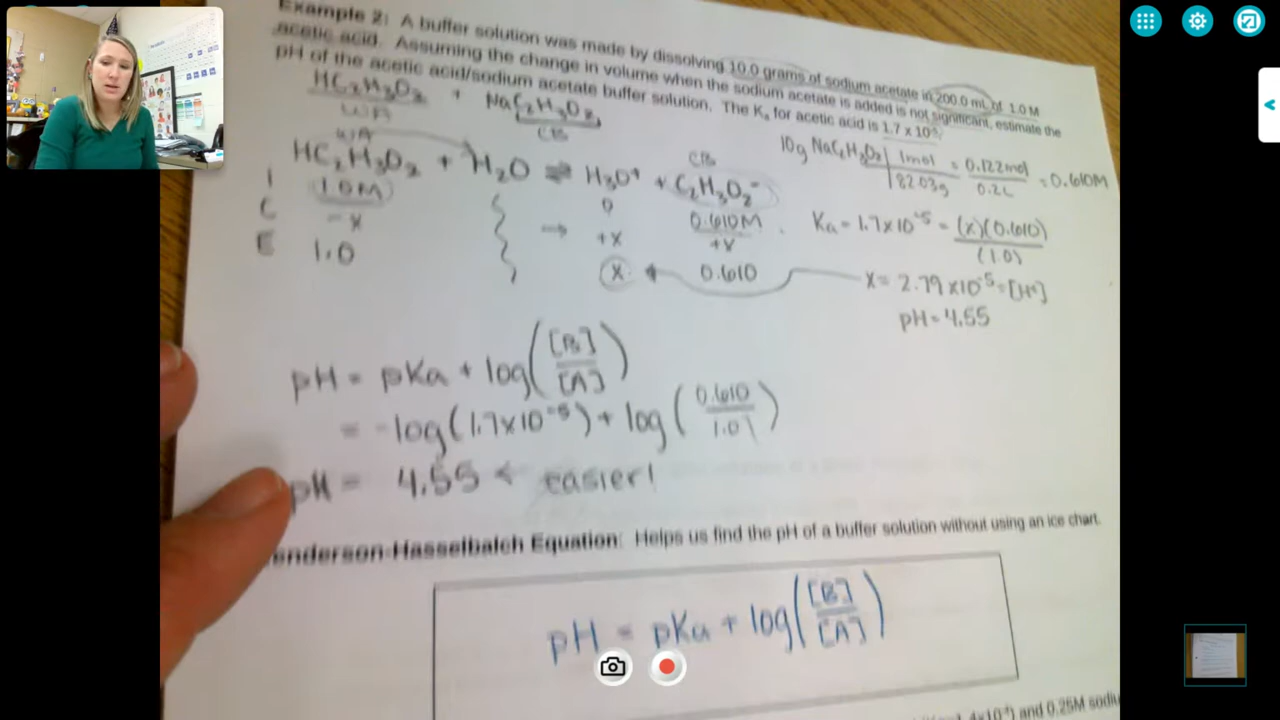 Example 2: A buffer solution was made by dissolving 10.0 grams of sodium acetate in 200.0 mL of 1.0 M
acetic acid. Assuming the change in volume when the sodium acetate is added is not significant, estimate the
pH of the acetic acid/sodium acetate buffer solution. The Ka for acetic acid is 1.7 x 10⁻⁵.
HC₂H₃O₂ + NaC₂H₃O₂
WA CB
WA CB
HC₂H₃O₂ + H₂O ⇌ H₃O⁺ + C₂H₃O₂⁻
I 1.0M 0 0.610M
C -x → +x +x
E 1.0 x 0.610
10g NaC₂H₃O₂ | 1mol = 0.122mol = 0.610M
82.03g 0.2L
Ka = 1.7x10⁻⁵ = (x)(0.610)
(1.0)
x = 2.79x10⁻⁵ = [H⁺]
pH = 4.55
pH = pKa + log([B]/[A])
= -log(1.7x10⁻⁵) + log(0.610/1.0)
pH = 4.55 ← easier!
enderson-Hasselbalch Equation: Helps us find the pH of a buffer solution without using an ice chart.
pH = pKa + log([B]/[A])
and 0.25M sodiu